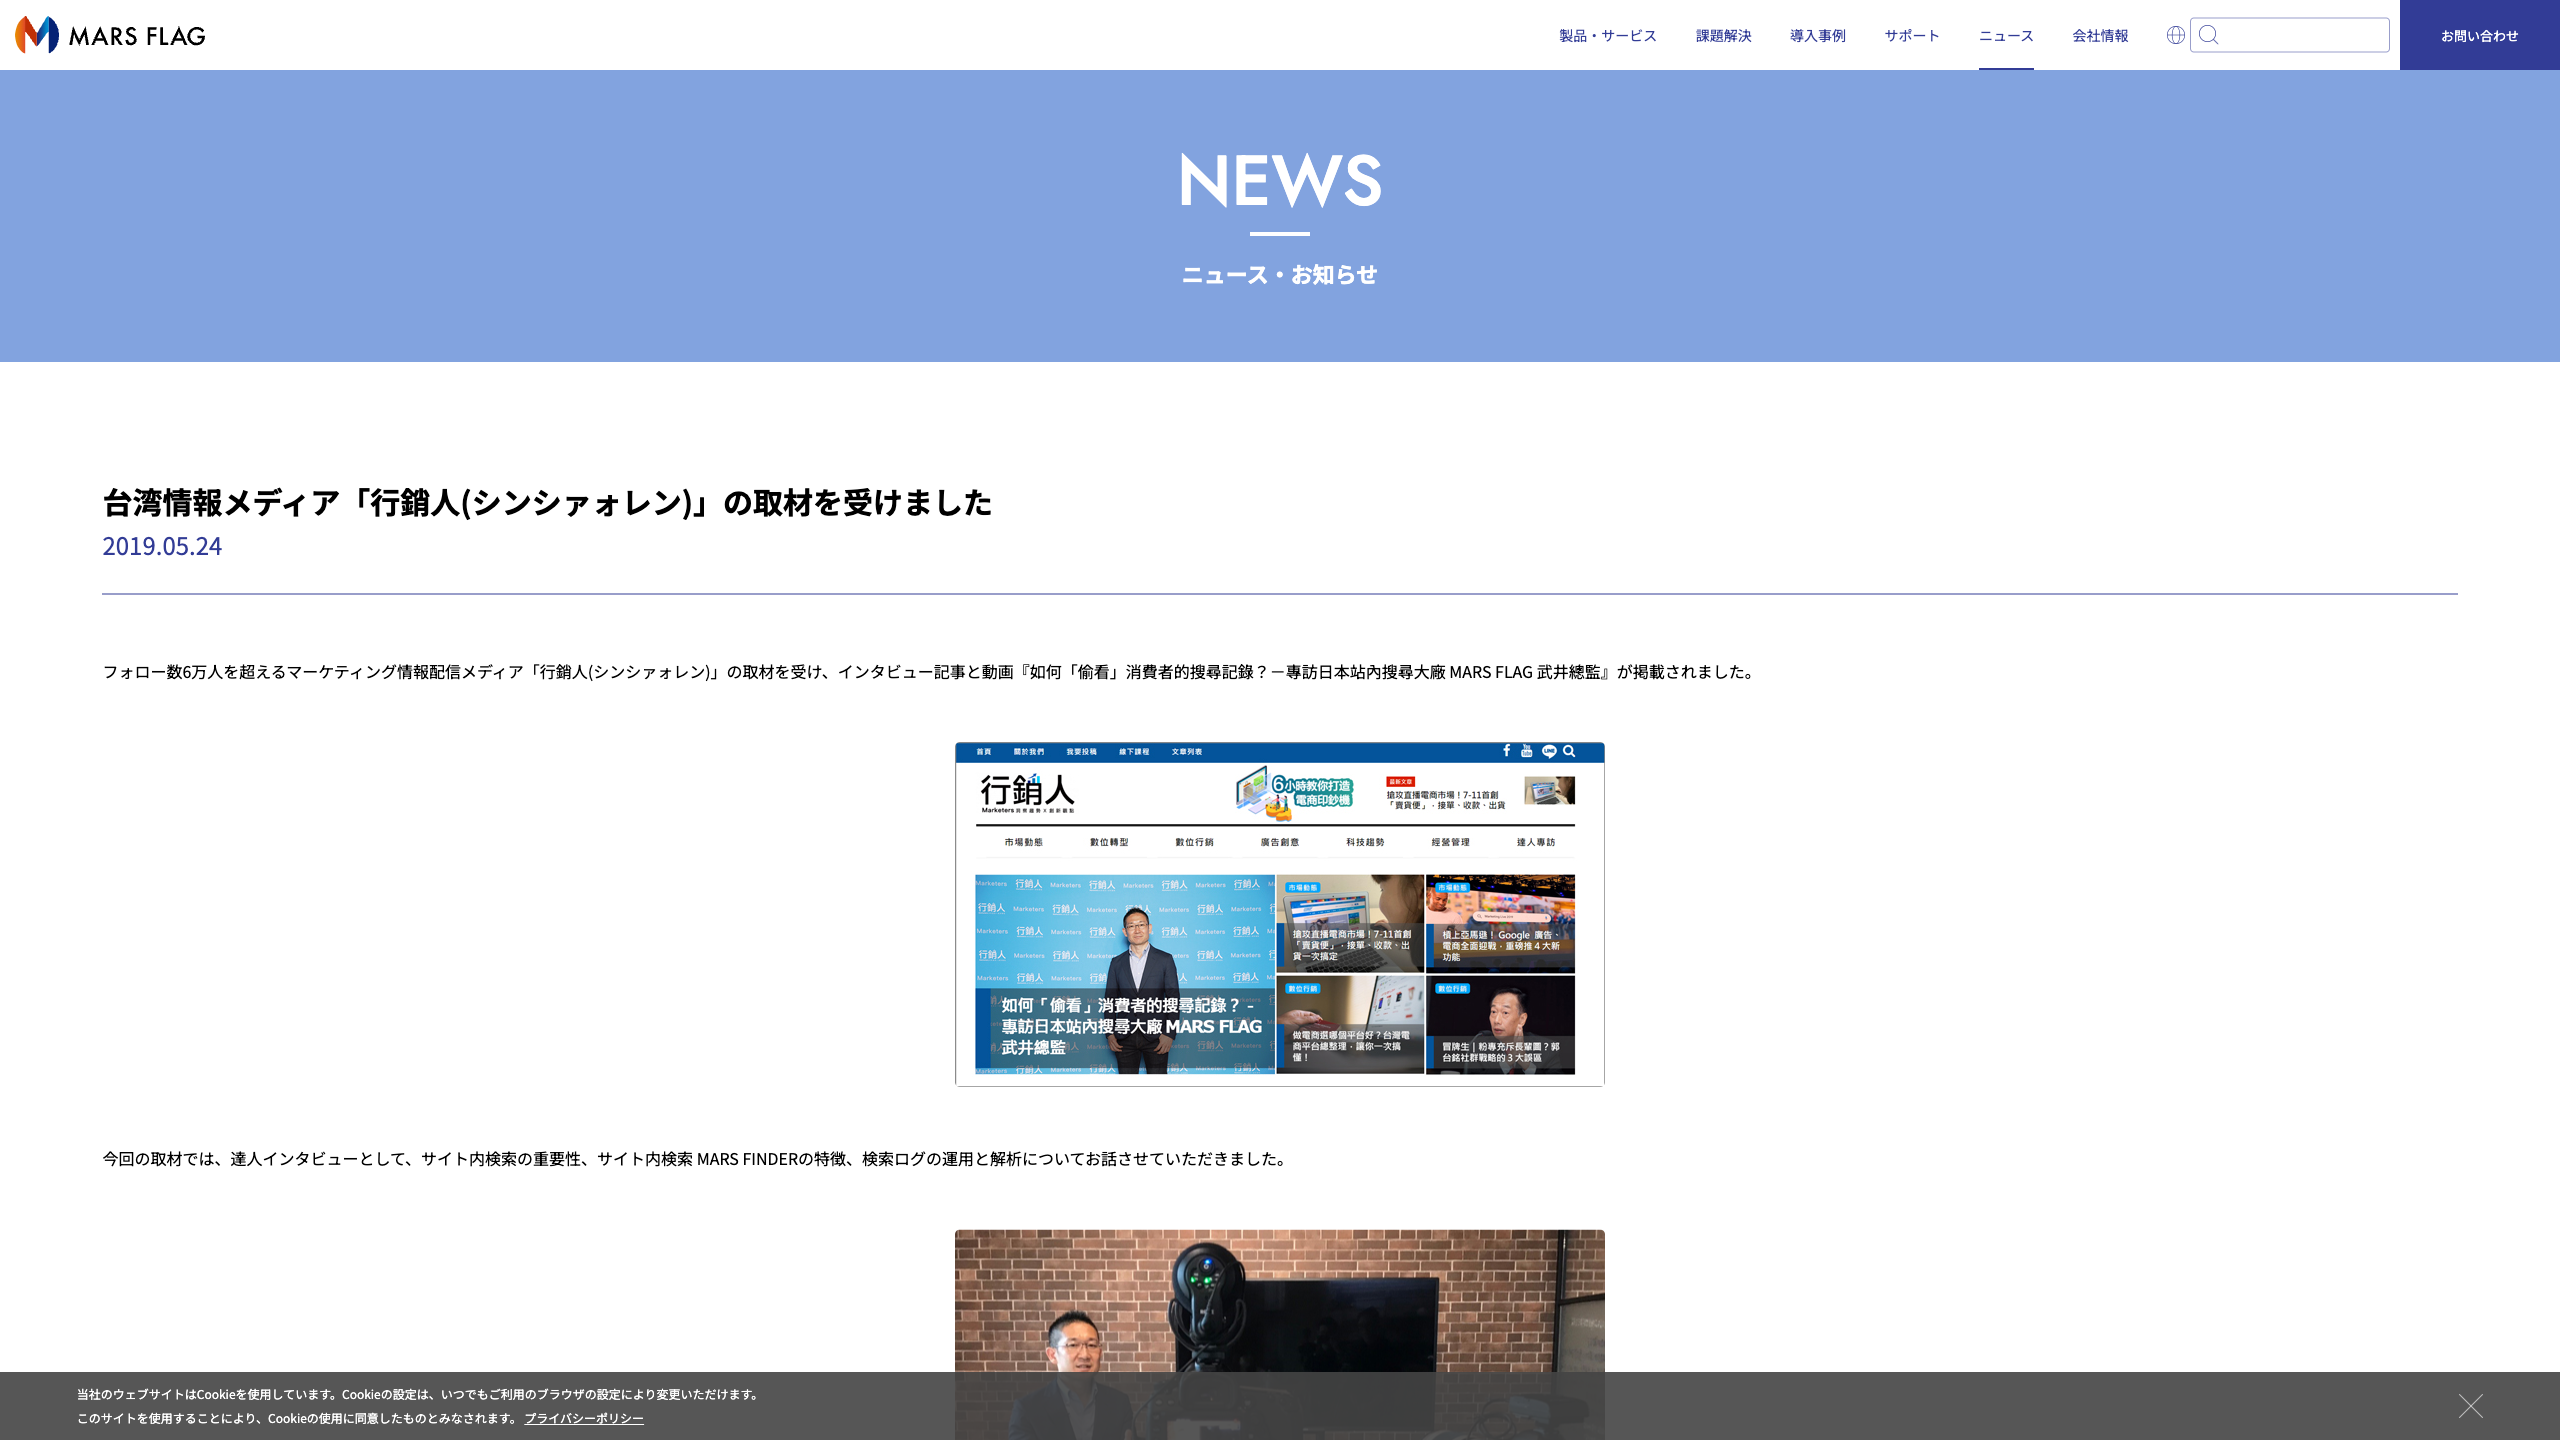 MARS FLAG
製品・サービス
課題解決
導入事例
サポート
ニュース
会社情報
お問い合わせ
NEWS
ニュース・お知らせ
台湾情報メディア「行銷人(シンシァォレン)」の取材を受けました
2019.05.24
フォロー数6万人を超えるマーケティング情報配信メディア「行銷人(シンシァォレン)」の取材を受け、インタビュー記事と動画『如何「偷看」消費者的搜尋記錄？－專訪日本站內搜尋大廠 MARS FLAG 武井總監』が掲載されました。
首頁
關於我們
我要投稿
線下課程
文章列表
行銷人
Marketers 洞察趨勢 X 創新觀點
6小時教你打造
電商印鈔機
最新文章
搶攻直播電商市場！7-11首創
「賣貨便」，接單、收款、出貨
市場動態
數位轉型
數位行銷
廣告創意
科技趨勢
經營管理
達人專訪
如何「偷看」消費者的搜尋記錄？ -
專訪日本站內搜尋大廠 MARS FLAG
武井總監
市場動態
搶攻直播電商市場！7-11首創
「賣貨便」，接單、收款、出
貨一次搞定
市場動態
槓上亞馬遜！ Google 廣告、
電商全面迎戰，重磅推 4 大新
功能
數位行銷
做電商選哪個平台好？台灣電
商平台總整理，讓你一次搞
懂！
數位行銷
冒牌生｜粉專充斥長輩圖？郭
台銘社群戰略的 3 大誤區
今回の取材では、達人インタビューとして、サイト内検索の重要性、サイト内検索 MARS FINDERの特徴、検索ログの運用と解析についてお話させていただきました。
当社のウェブサイトはCookieを使用しています。Cookieの設定は、いつでもご利用のブラウザの設定により変更いただけます。
このサイトを使用することにより、Cookieの使用に同意したものとみなされます。 プライバシーポリシー